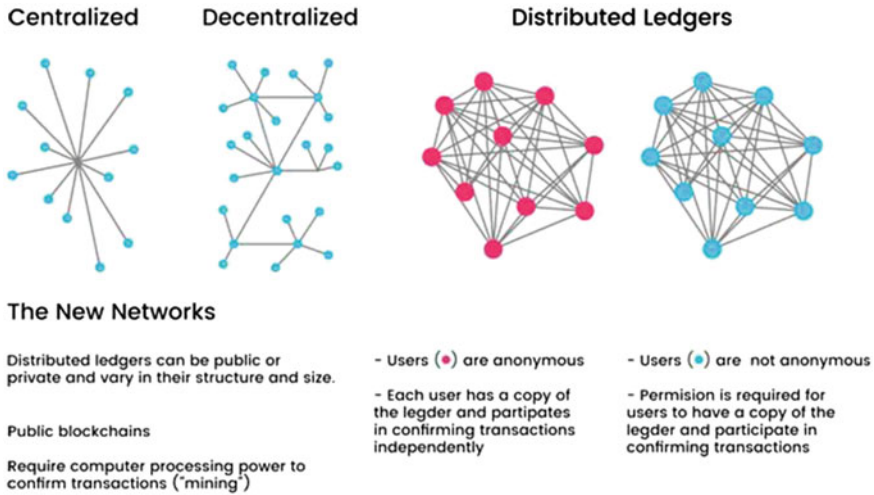 Centralized
Decentralized
Distributed Ledgers
The New Networks
Distributed ledgers can be public or
private and vary in their structure and size.
Public blockchains
Require computer processing power to
confirm transactions ("mining")
- Users (●) are anonymous
- Each user has a copy of
the legder and partipates
in confirming transactions
independently
- Users (●) are not anonymous
- Permision is required for
users to have a copy of the
legder and participate in
confirming transactions